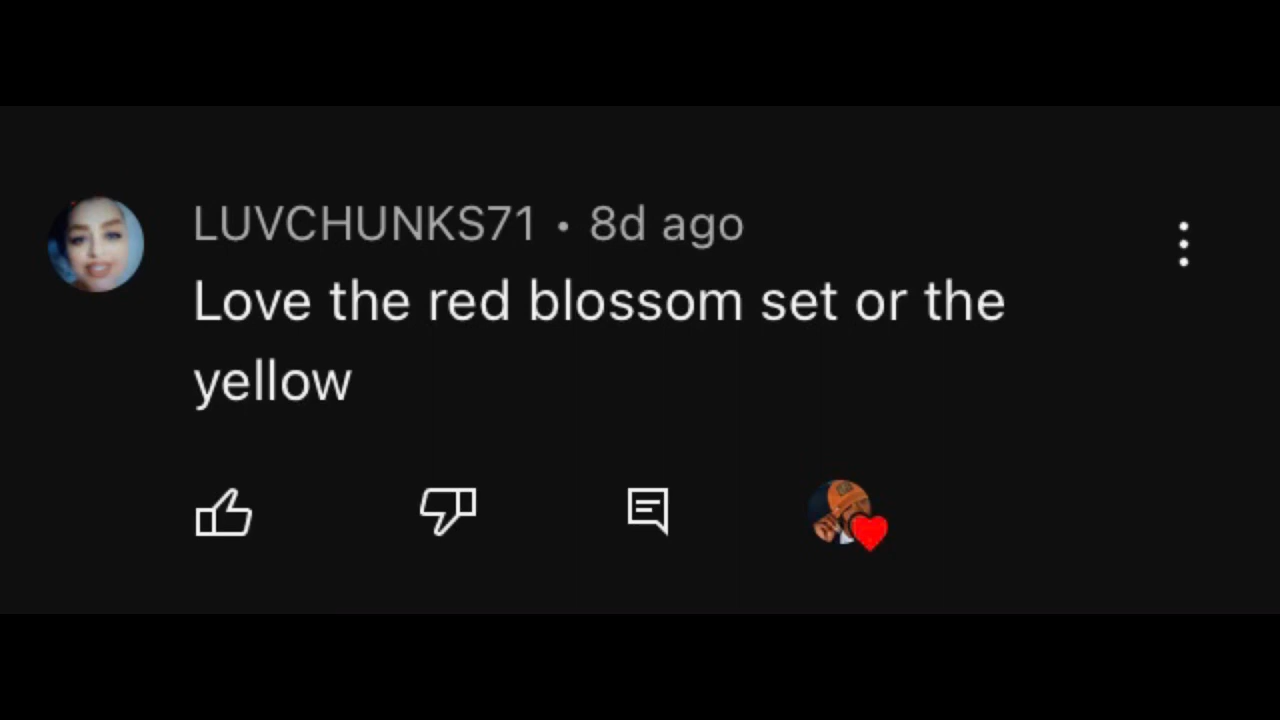 LUVCHUNKS71 • 8d ago
Love the red blossom set or the
yellow